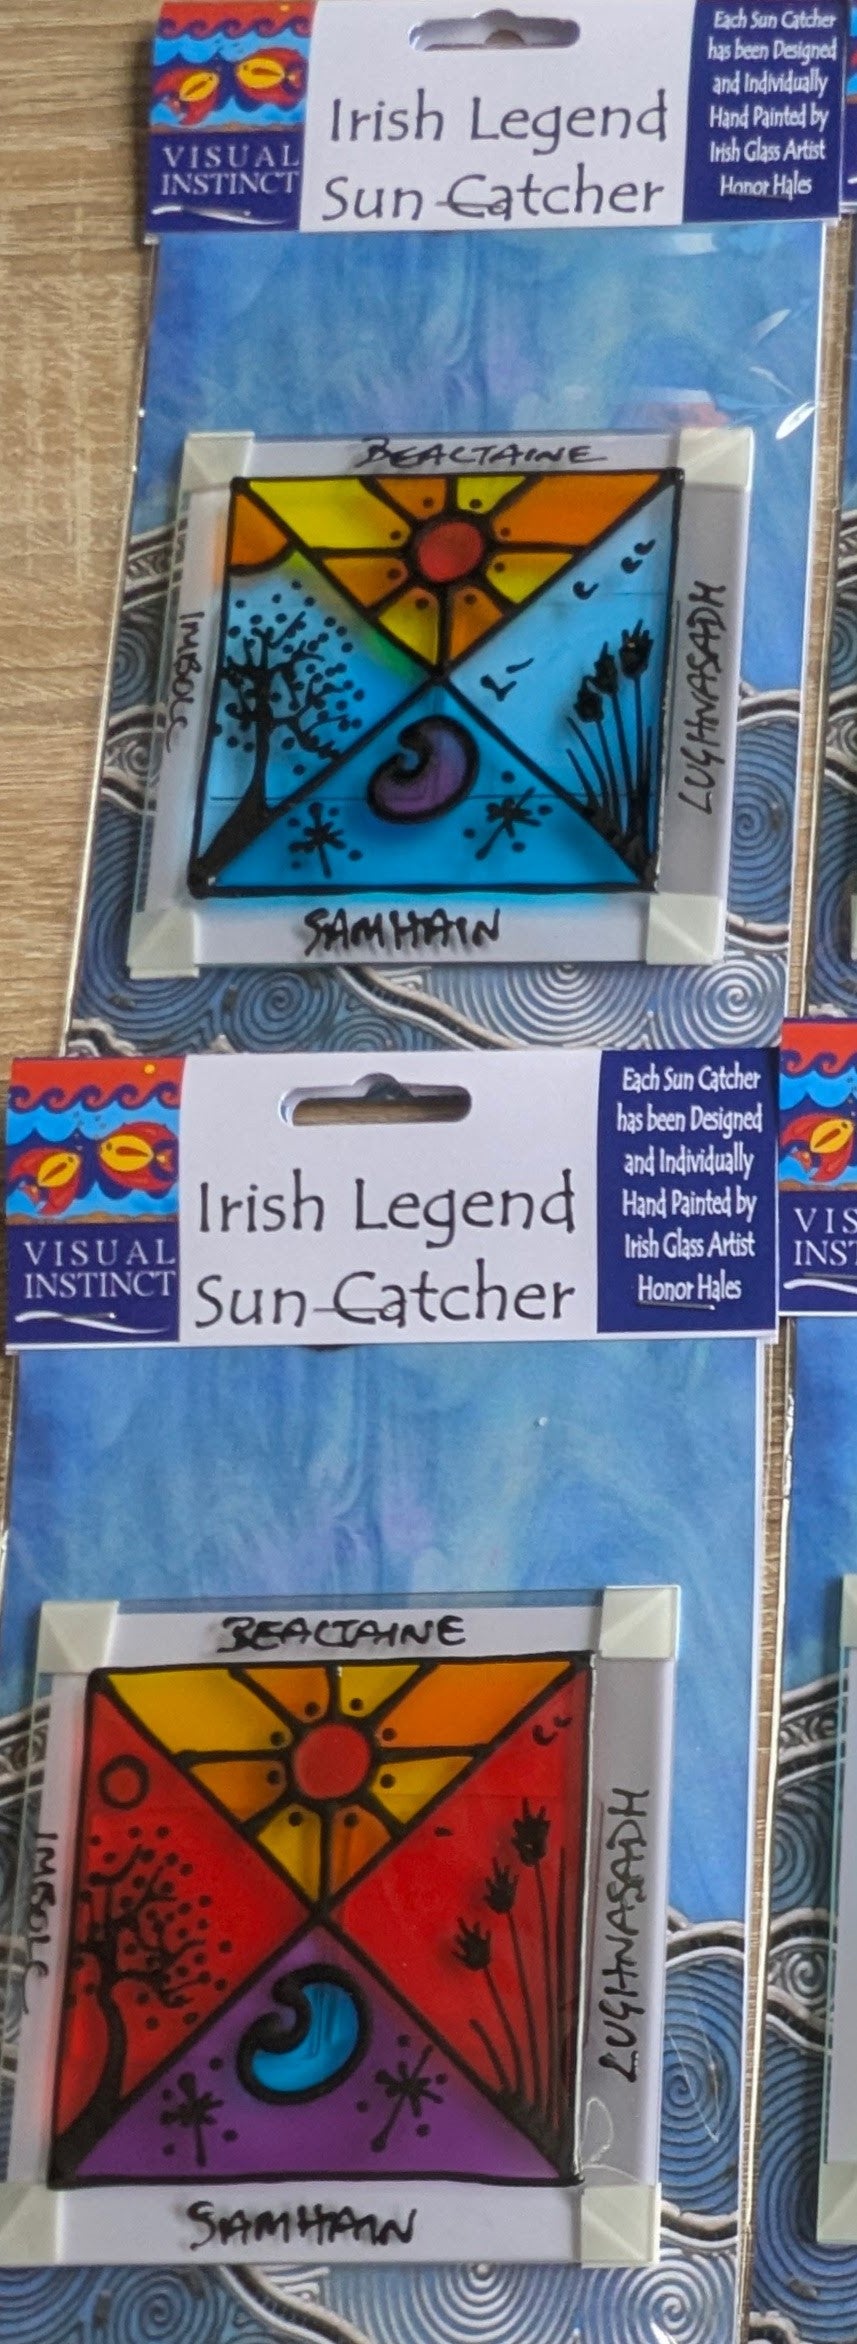 VISUAL
INSTINCT
Irish Legend
Sun Catcher
Each Sun Catcher
has been Designed
and Individually
Hand Painted by
Irish Glass Artist
Honor Hales
BEALTAINE
IMBOLC
LUGHNASADH
SAMHAIN
VISUAL
INSTINCT
Irish Legend
Sun Catcher
Each Sun Catcher
has been Designed
and Individually
Hand Painted by
Irish Glass Artist
Honor Hales
VIS
INST
BEALTAINE
IMBOLC
LUGHNASADH
SAMHAIN